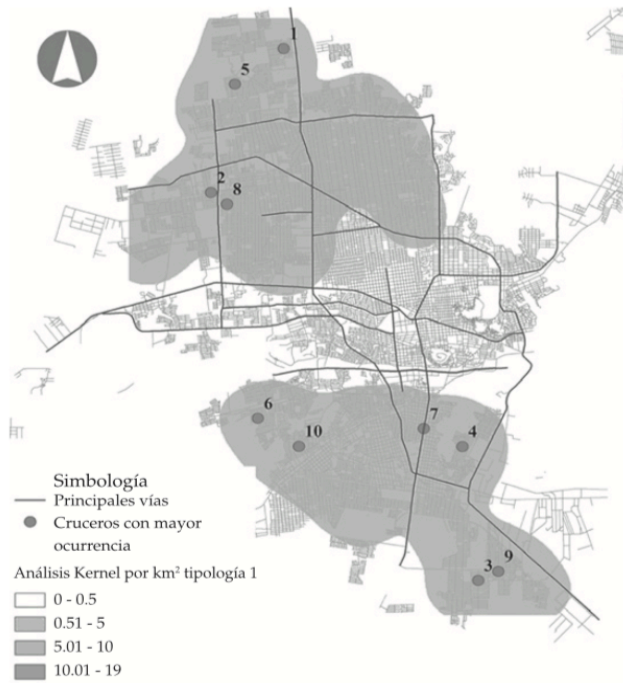 1
5
2
8
6
7
10
4
3
9
Simbología
Principales vías
Cruceros con mayor
ocurrencia
Análisis Kernel por km² tipología 1
0 - 0.5
0.51 - 5
5.01 - 10
10.01 - 19